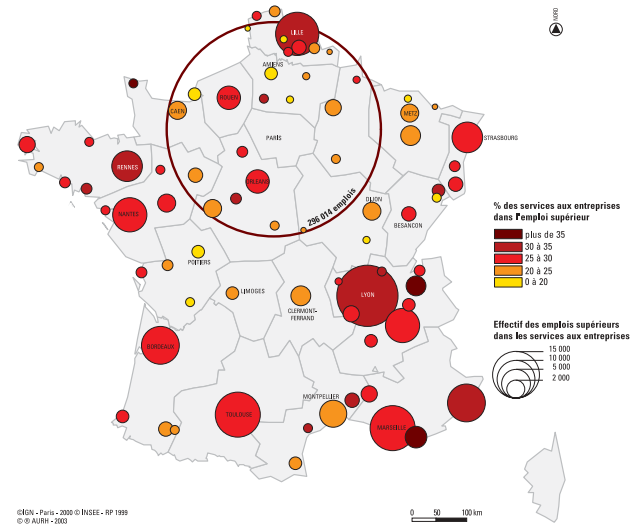 NORD
LILLE
AMIENS
ROUEN
CAEN
METZ
PARIS
STRASBOURG
RENNES
ORLEANS
296 014 emplois
DIJON
NANTES
BESANCON
% des services aux entreprises
dans l'emploi supérieur
plus de 35
30 à 35
25 à 30
20 à 25
0 à 20
POITIERS
LIMOGES
CLERMONT-
FERRAND
LYON
Effectif des emplois supérieurs
dans les services aux entreprises
15 000
10 000
5 000
2 000
BORDEAUX
MONTPELLIER
TOULOUSE
MARSEILLE
©IGN - Paris - 2000 © INSEE - RP 1999
© ® AURH - 2003
0 50 100 km